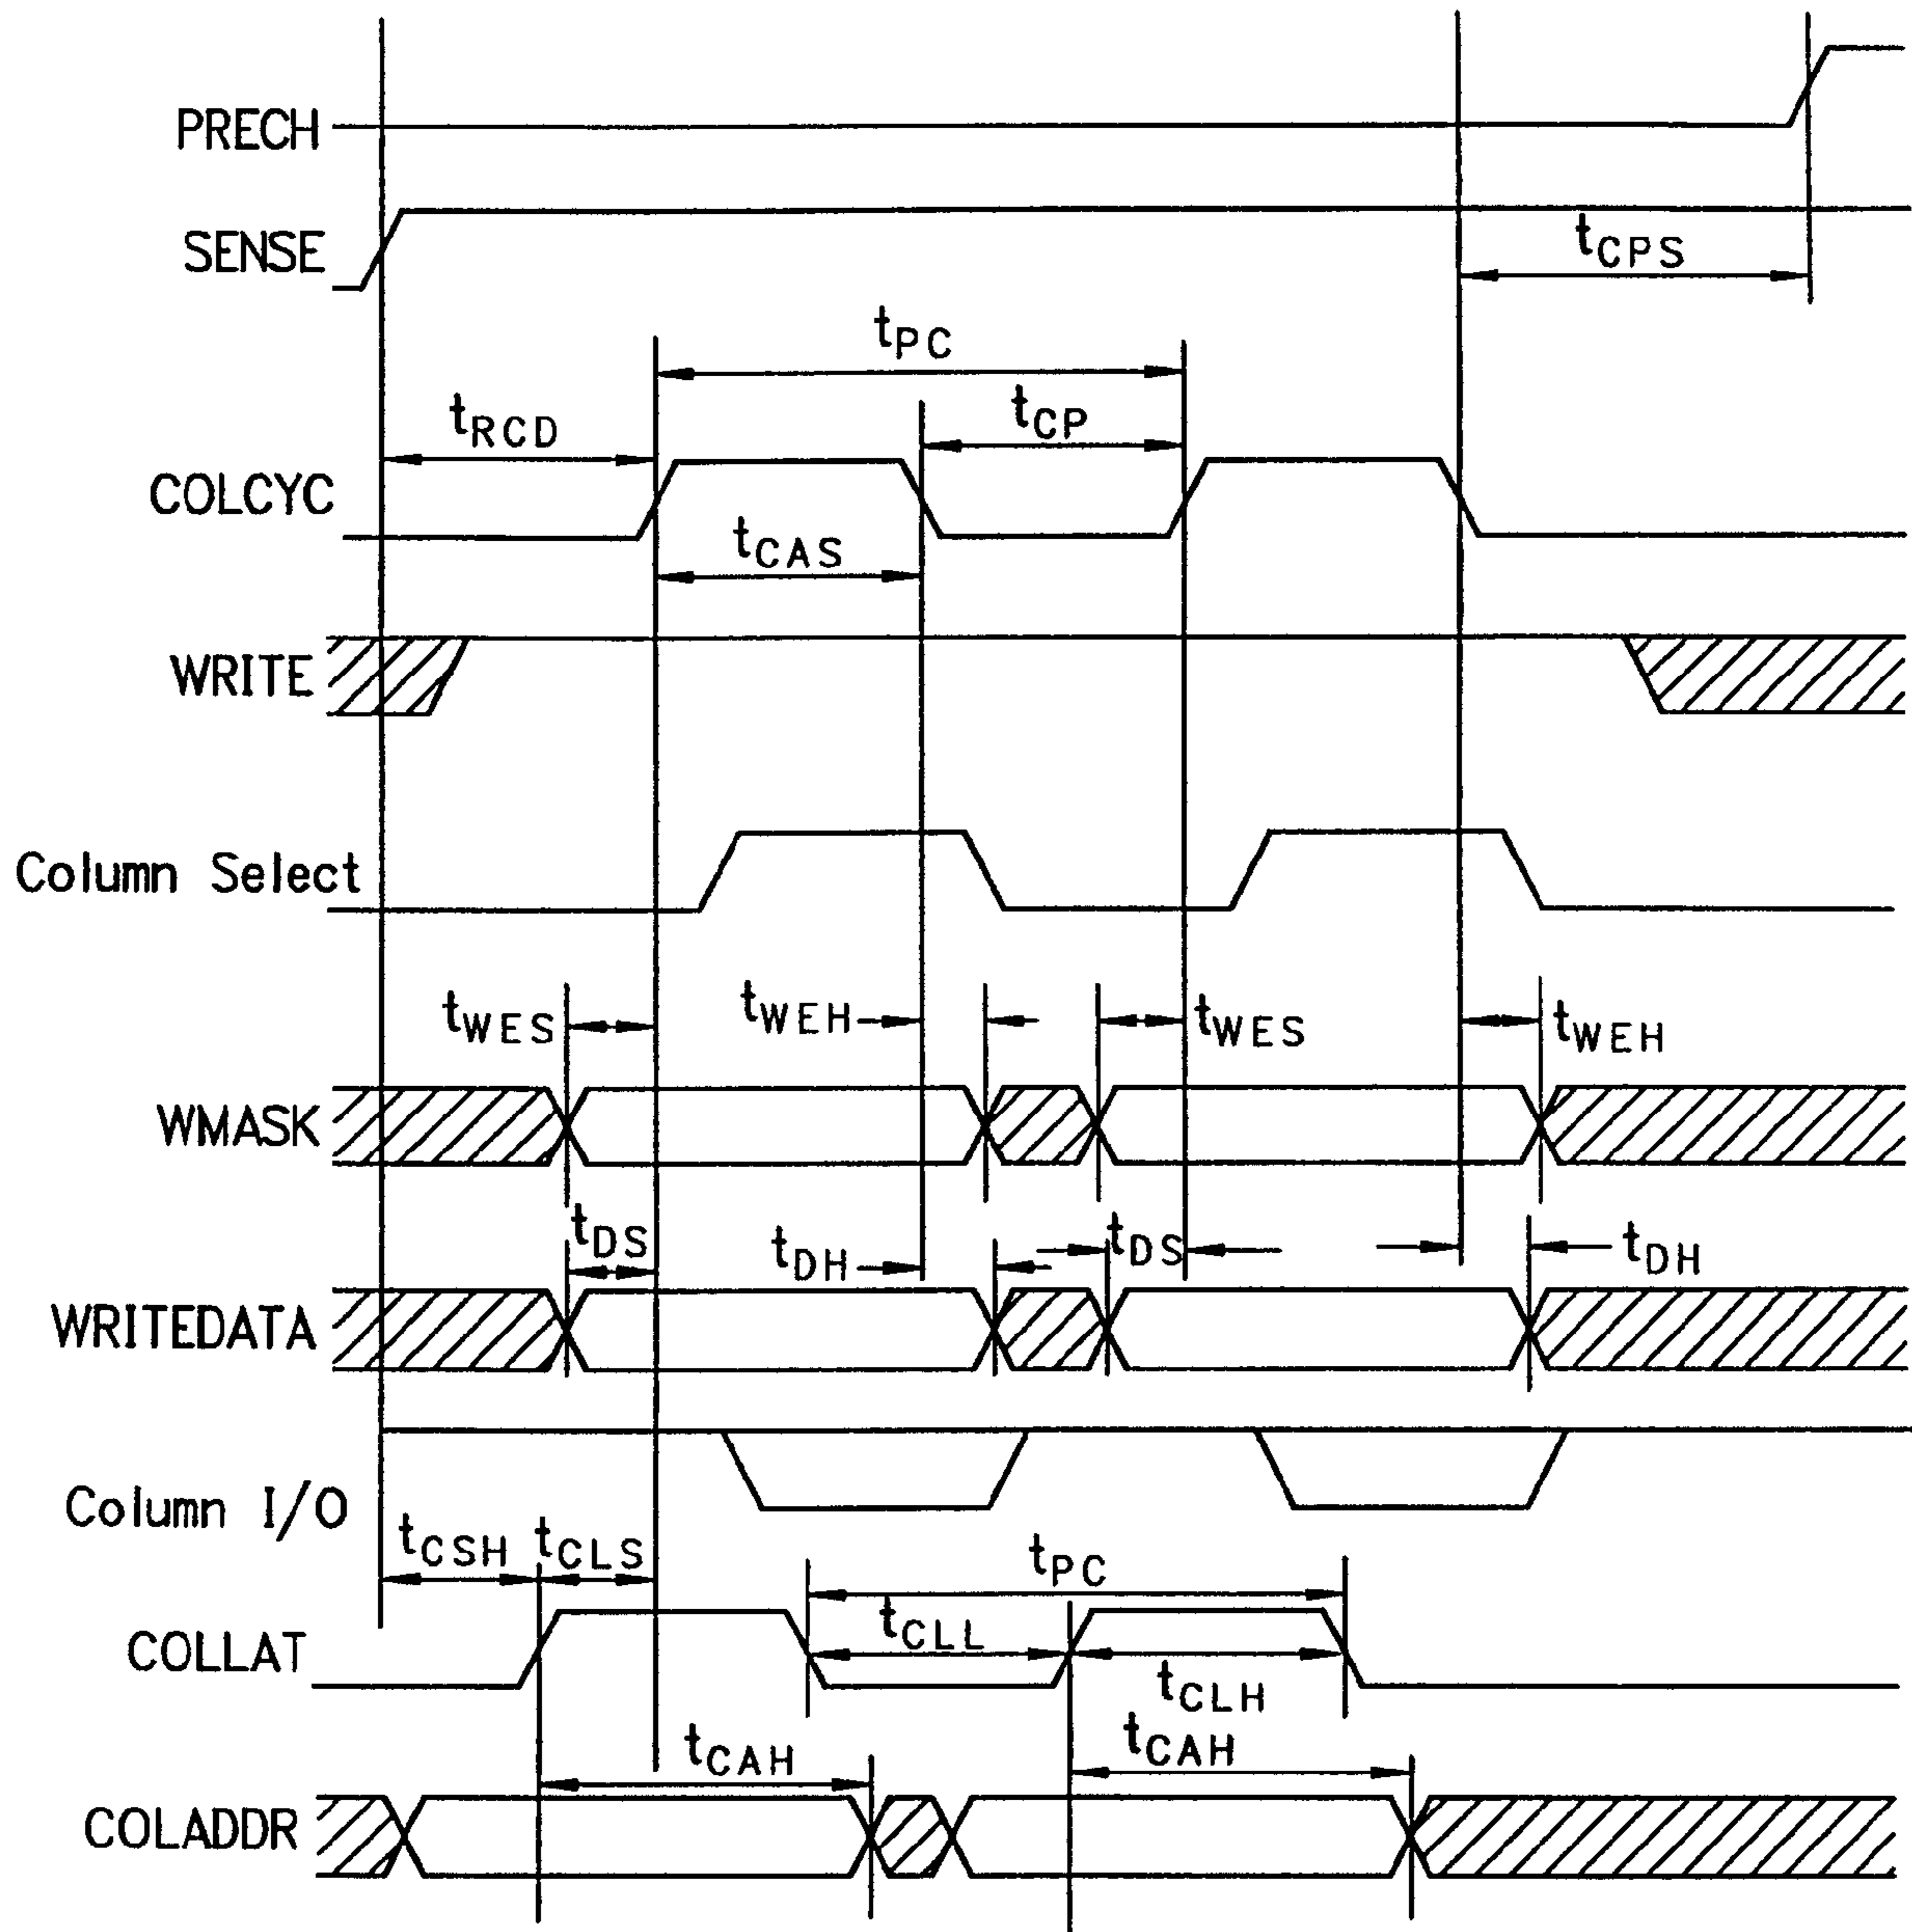 PRECH
SENSE
tCPS
tPC
tRCD
tCP
COLCYC
tCAS
WRITE
Column Select
tWES tWEH tWES tWEH
WMASK
tDS tDH tDS tDH
WRITEDATA
Column I/O
tCSH tCLS tPC
COLLAT
tCLL
tCLH
tCAH tCAH
COLADDR